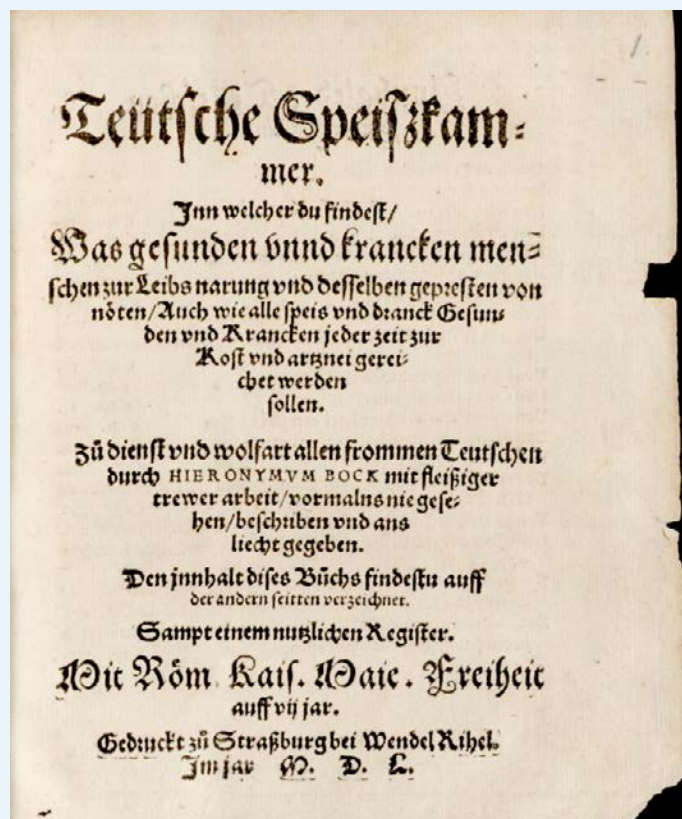 1
Teütsche Speiſzkam⸗
mer.
Inn welcher du findeſt/
Was geſunden vnnd krancken men⸗
ſchen zur Leibs narung vnd deſſelben gepreſten von
nöten/Auch wie alle ſpeis vnd dranck Geſun⸗
den vnd Krancken jeder zeit zur
Koſt vnd artznei gerei⸗
chet werden
ſollen.
Zů dienſt vnd wolfart allen frommen Teutſchen
durch HIERONYMVM BOCK mit fleißiger
trewer arbeit/vormalns nie geſe⸗
hen/beſchriben vnd ans
liecht gegeben.
Den jnnhalt diſes Bůchs findeſtu auff
der andern ſeitten verzeichnet.
Sampt einem nutzlichen Regiſter.
Mit Röm. Kaiſ. Maie. Freiheit
auff vij jar.
Gedruckt zů Straßburg bei Wendel Rihel.
Im jar M. D. L.